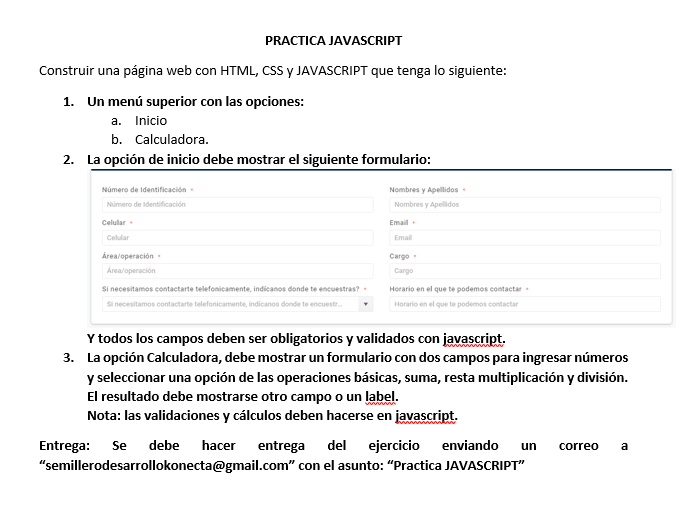 PRACTICA JAVASCRIPT
Construir una página web con HTML, CSS y JAVASCRIPT que tenga lo siguiente:
1. Un menú superior con las opciones:
a. Inicio
b. Calculadora.
2. La opción de inicio debe mostrar el siguiente formulario:
Número de Identificación * Nombres y Apellidos *
Número de Identificación Nombres y Apellidos
Celular * Email *
Celular Email
Área/operación * Cargo *
Área/operación Cargo
Si necesitamos contactarte telefonicamente, indícanos donde te encuestras? * Horario en el que te podemos contactar *
Si necesitamos contactarte telefonicamente, indicanos donde te encuestr... Horario en el que te podemos contactar
Y todos los campos deben ser obligatorios y validados con javascript.
3. La opción Calculadora, debe mostrar un formulario con dos campos para ingresar números
y seleccionar una opción de las operaciones básicas, suma, resta multiplicación y división.
El resultado debe mostrarse otro campo o un label.
Nota: las validaciones y cálculos deben hacerse en javascript.
Entrega: Se debe hacer entrega del ejercicio enviando un correo a
“semillerodesarrollokonecta@gmail.com” con el asunto: “Practica JAVASCRIPT”